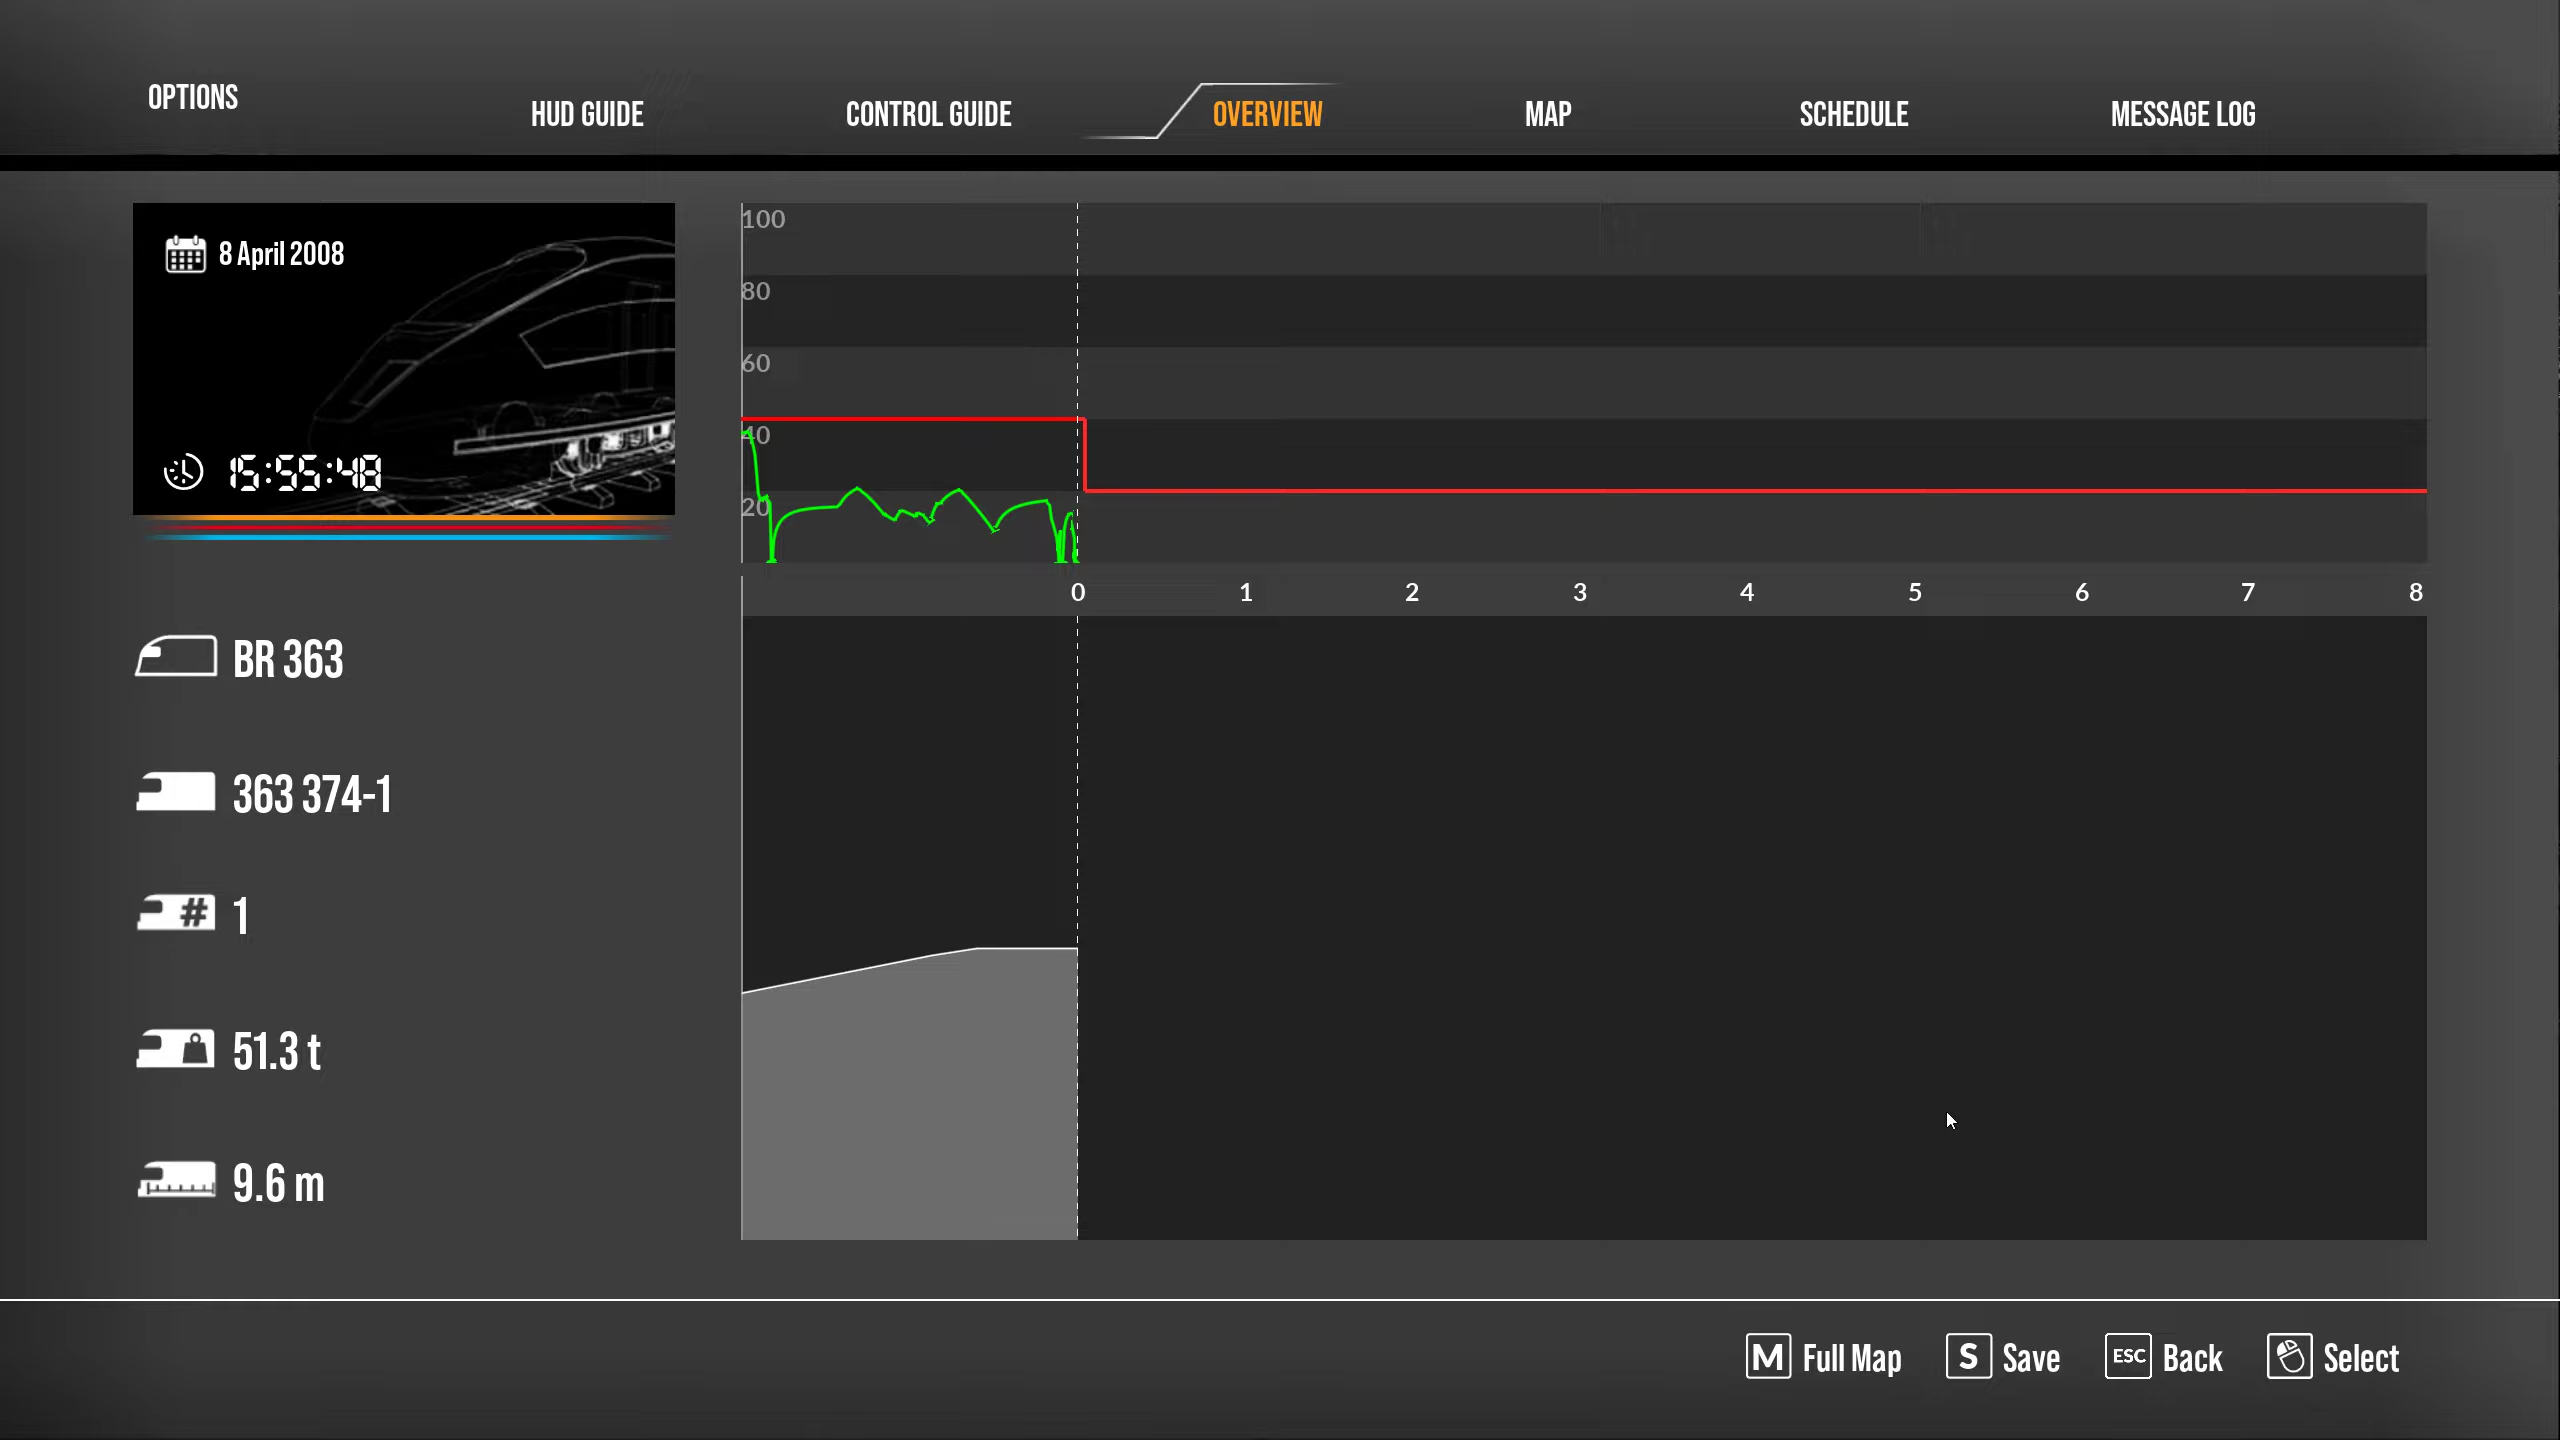 OPTIONS
HUD GUIDE
CONTROL GUIDE
OVERVIEW
MAP
SCHEDULE
MESSAGE LOG
8 April 2008
15:55:48
BR 363
363 374-1
# 1
51.3 t
9.6 m
100
80
60
40
20
0 1 2 3 4 5 6 7 8
M Full Map
S Save
ESC Back
Select